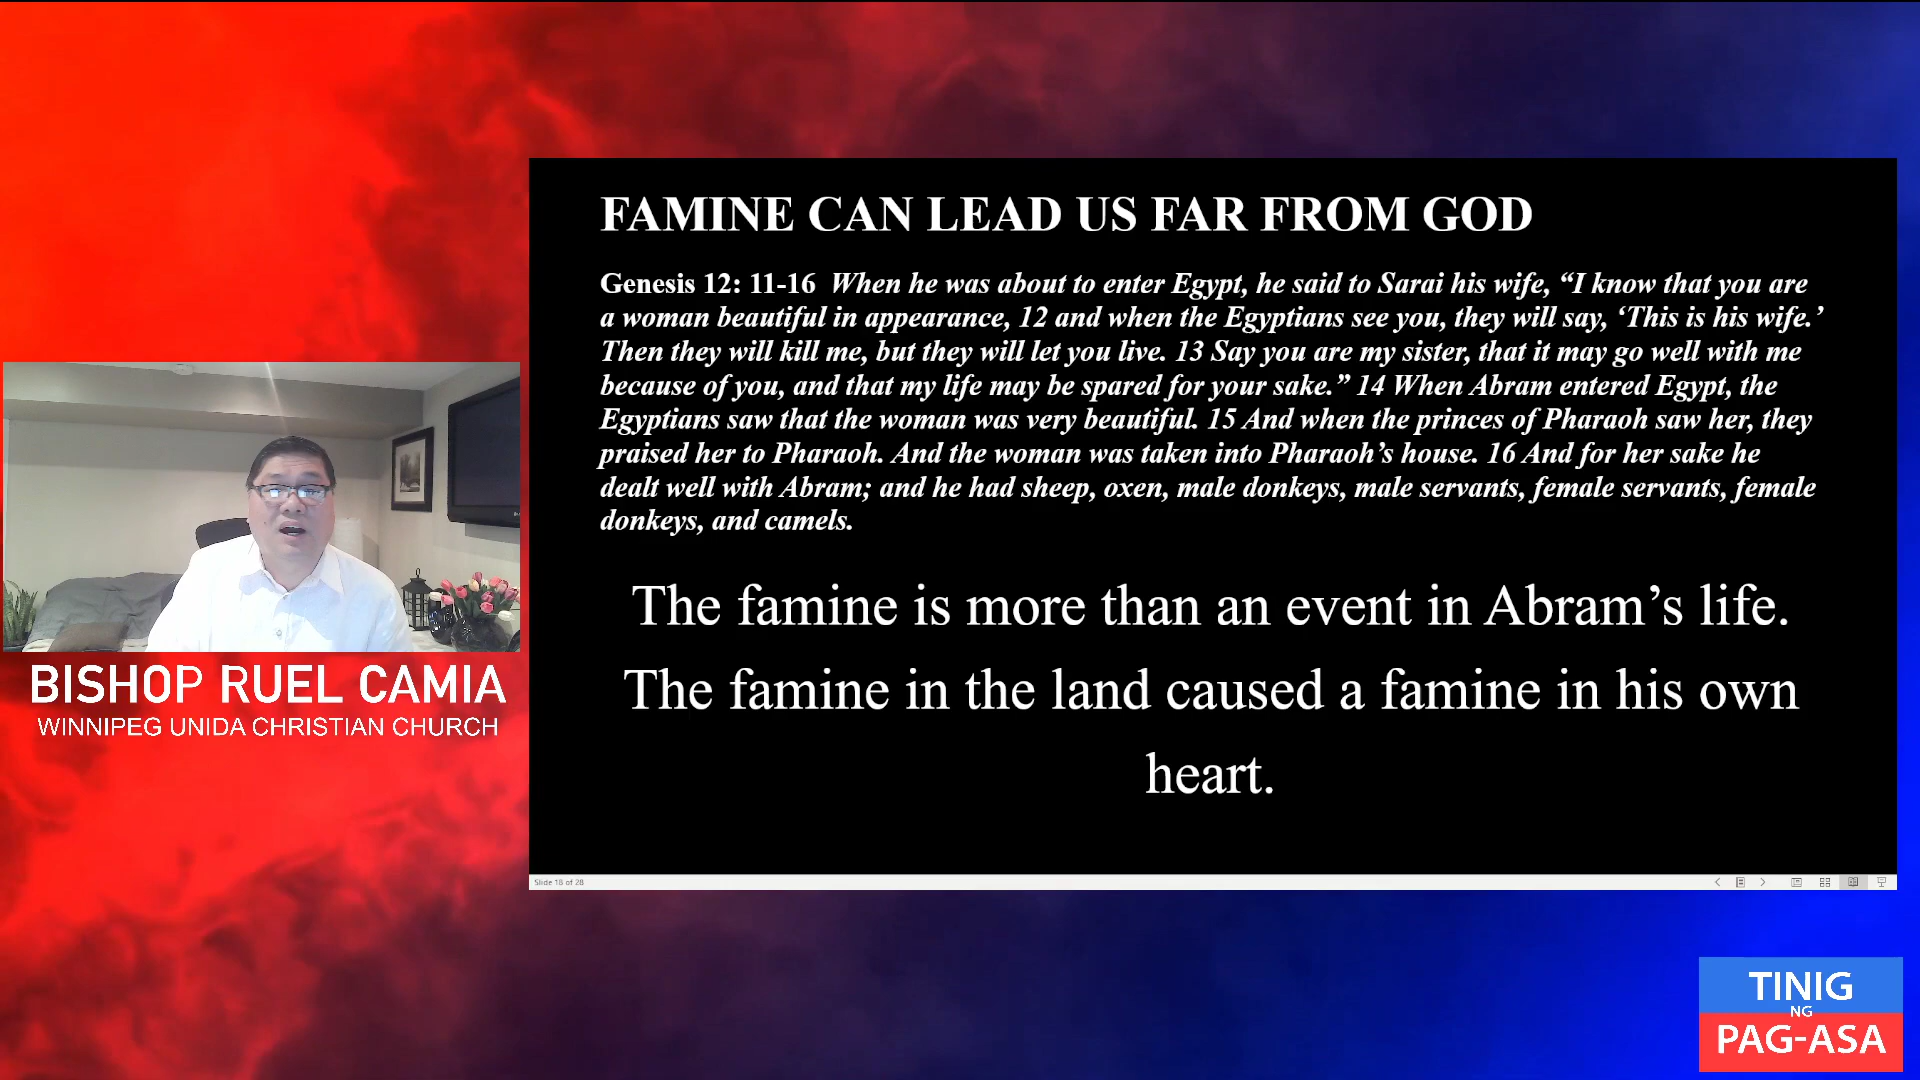 FAMINE CAN LEAD US FAR FROM GOD
Genesis 12: 11-16 When he was about to enter Egypt, he said to Sarai his wife, “I know that you are
a woman beautiful in appearance, 12 and when the Egyptians see you, they will say, ‘This is his wife.’
Then they will kill me, but they will let you live. 13 Say you are my sister, that it may go well with me
because of you, and that my life may be spared for your sake.” 14 When Abram entered Egypt, the
Egyptians saw that the woman was very beautiful. 15 And when the princes of Pharaoh saw her, they
praised her to Pharaoh. And the woman was taken into Pharaoh’s house. 16 And for her sake he
dealt well with Abram; and he had sheep, oxen, male donkeys, male servants, female servants, female
donkeys, and camels.
The famine is more than an event in Abram’s life.
The famine in the land caused a famine in his own
heart.
Slide 18 of 28
BISHOP RUEL CAMIA
WINNIPEG UNIDA CHRISTIAN CHURCH
TINIG
NG
PAG-ASA